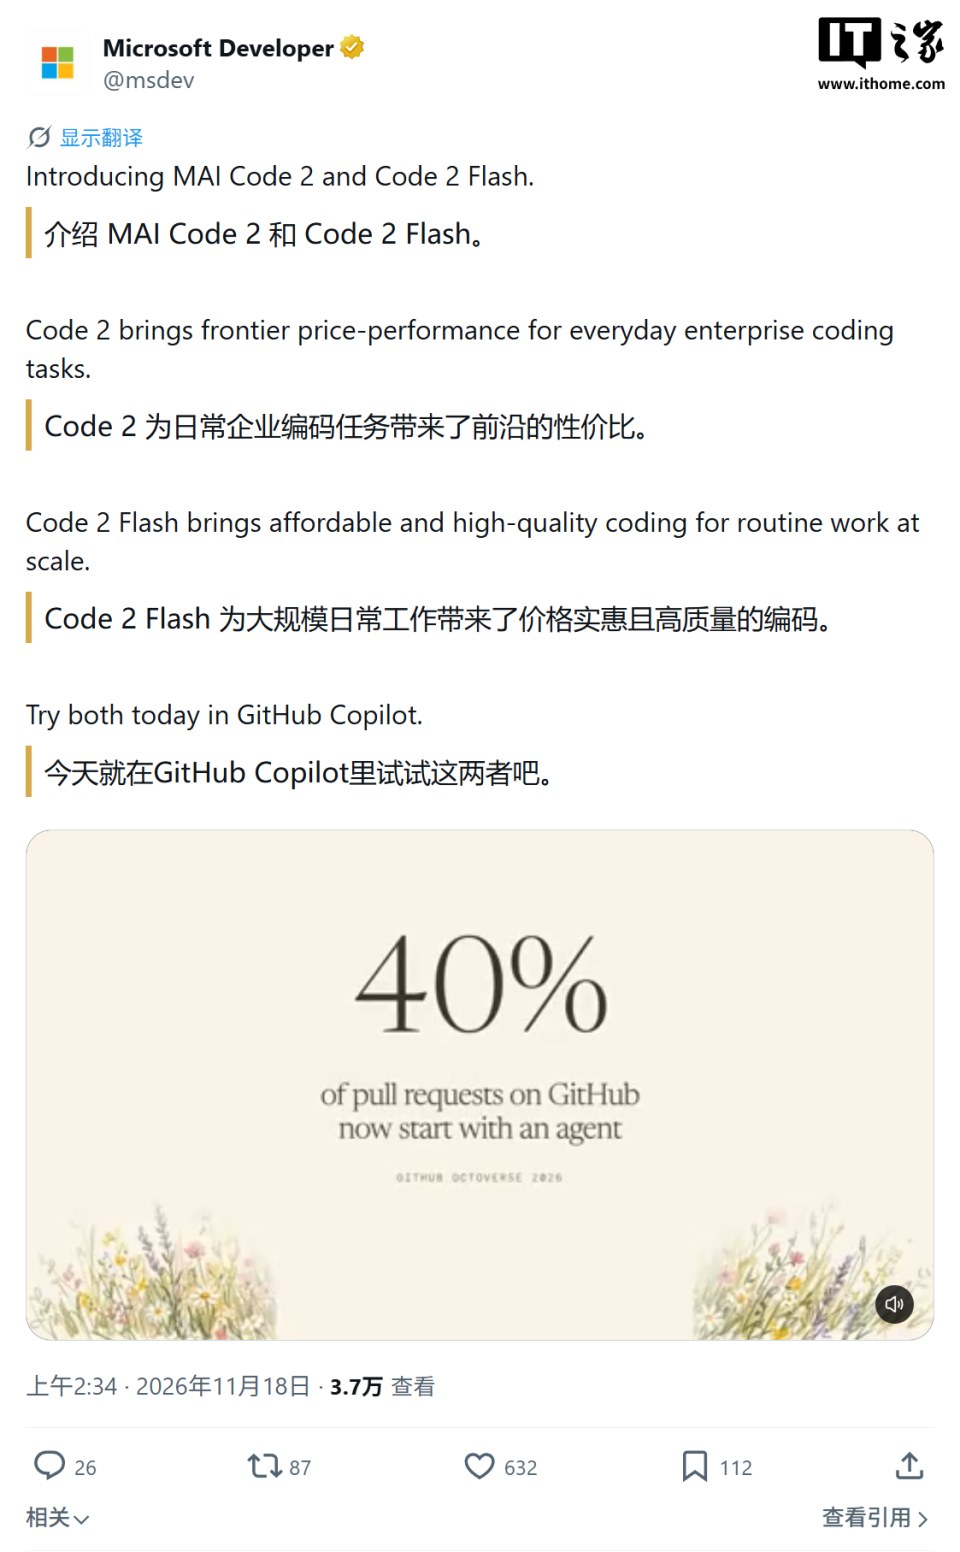 Microsoft Developer
@msdev
IT之家
www.ithome.com
显示翻译
Introducing MAI Code 2 and Code 2 Flash.
介绍 MAI Code 2 和 Code 2 Flash。
Code 2 brings frontier price-performance for everyday enterprise coding
tasks.
Code 2 为日常企业编码任务带来了前沿的性价比。
Code 2 Flash brings affordable and high-quality coding for routine work at
scale.
Code 2 Flash 为大规模日常工作带来了价格实惠且高质量的编码。
Try both today in GitHub Copilot.
今天就在GitHub Copilot里试试这两者吧。
40%
of pull requests on GitHub
now start with an agent
GITHUB OCTOVERSE 2026
上午2:34 · 2026年11月18日 · 3.7万 查看
26 87 632 112
相关 查看引用